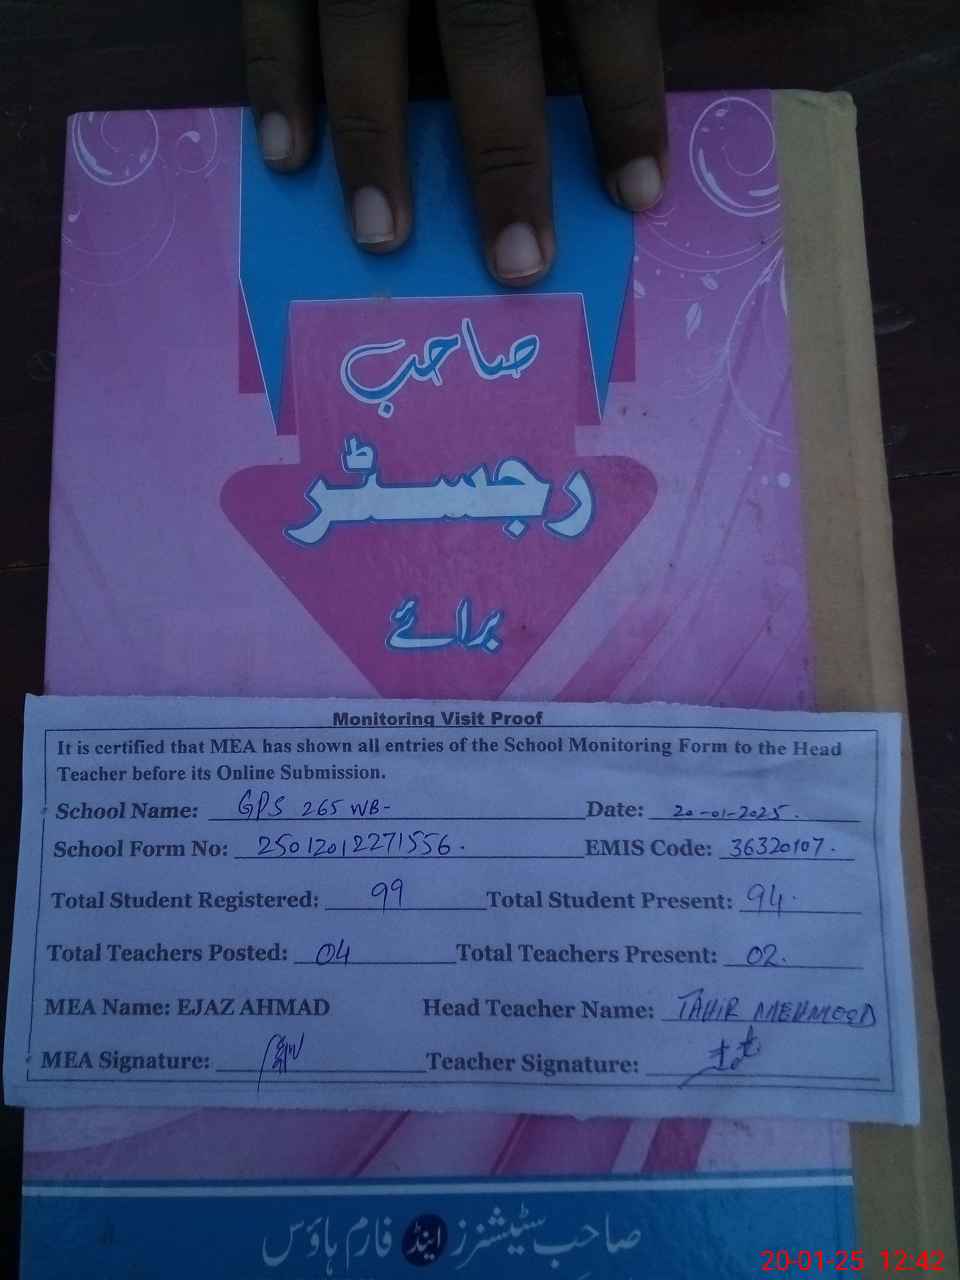 صاحب
رجسٹر
برائے
Monitoring Visit Proof
It is certified that MEA has shown all entries of the School Monitoring Form to the Head
Teacher before its Online Submission.
School Name: GPS 265 WB- Date: 20-01-2025.
School Form No: 25012012271556. EMIS Code: 36320107.
Total Student Registered: 99 Total Student Present: 94.
Total Teachers Posted: 04 Total Teachers Present: 02.
MEA Name: EJAZ AHMAD Head Teacher Name: TAHIR MEHMOOD
MEA Signature: Teacher Signature:
صاحب سٹیشنرز اینڈ فارم ہاؤس
20-01-25 12:42